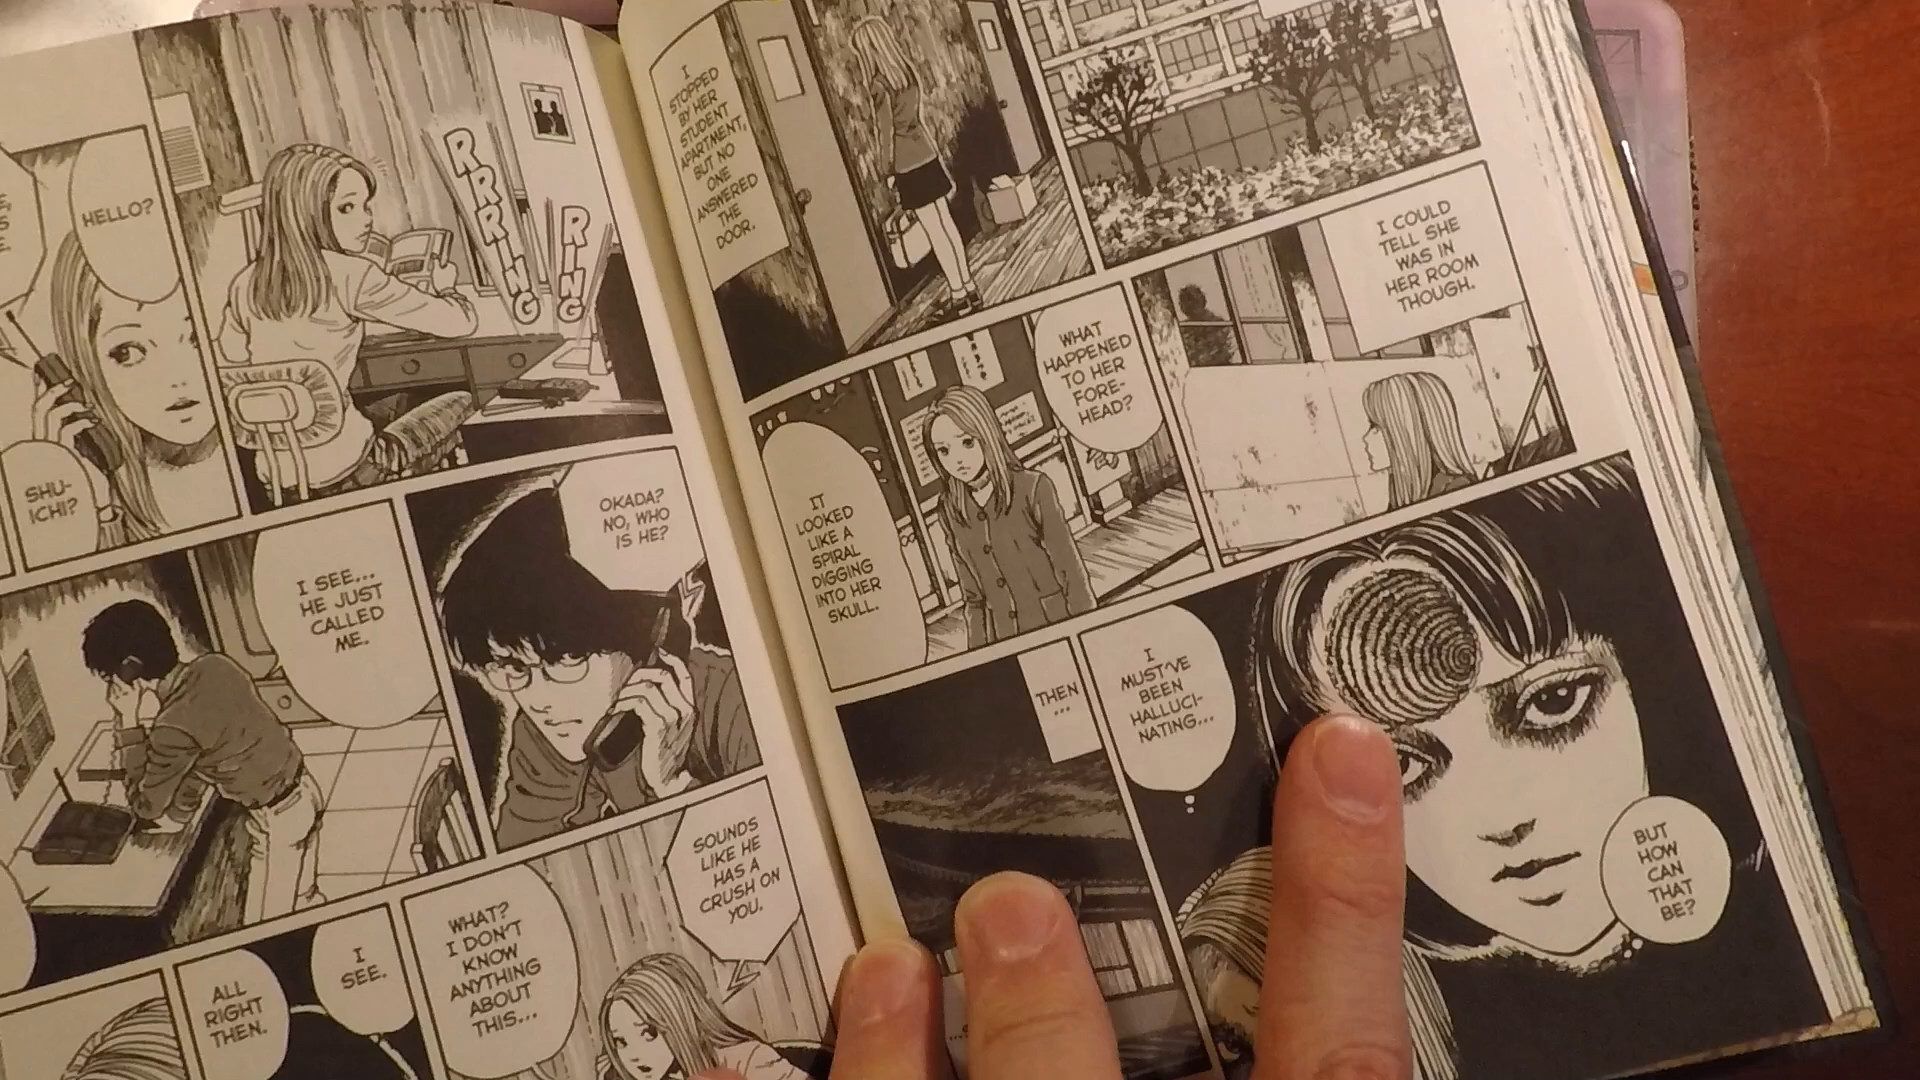 HELLO?
RRRRING
RING
SHU-
ICHI?
I SEE...
HE JUST
CALLED
ME.
OKADA?
NO, WHO
IS HE?
SOUNDS
LIKE HE
HAS A
CRUSH ON
YOU.
WHAT?
I DON'T
KNOW
ANYTHING
ABOUT
THIS...
I
SEE.
ALL
RIGHT
THEN.
I
STOPPED
BY HER
STUDENT
APARTMENT,
BUT NO
ONE
ANSWERED
THE
DOOR.
I COULD
TELL SHE
WAS IN
HER ROOM
THOUGH.
WHAT
HAPPENED
TO HER
FORE-
HEAD?
IT
LOOKED
LIKE A
SPIRAL
DIGGING
INTO HER
SKULL.
THEN
...
I
MUST'VE
BEEN
HALLUCI-
NATING...
BUT
HOW
CAN
THAT
BE?